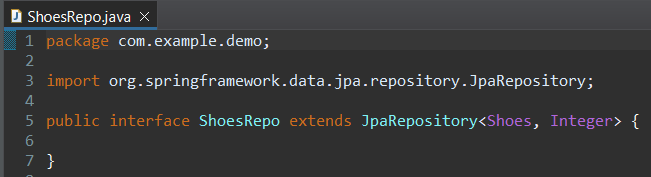 ShoesRepo.java
1 package com.example.demo;
2
3 import org.springframework.data.jpa.repository.JpaRepository;
4
5 public interface ShoesRepo extends JpaRepository<Shoes, Integer> {
6
7 }